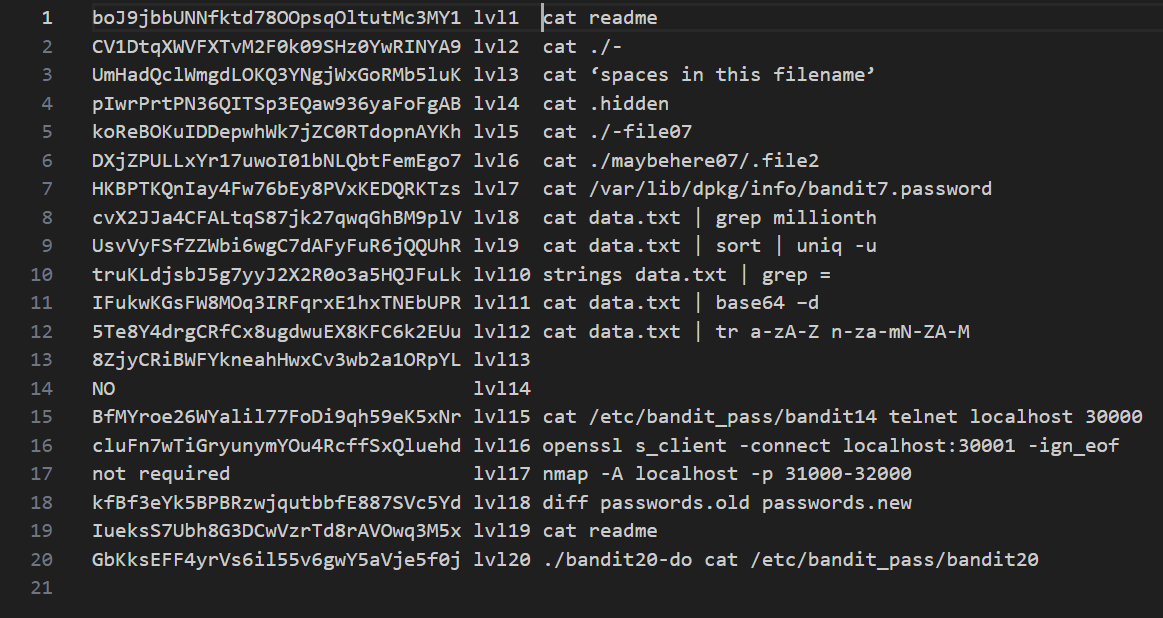 1 boJ9jbbUNNfktd78OOpsqOltutMc3MY1 lvl1 cat readme
2 CV1DtqXWVFXTvM2F0k09SHz0YwRINYA9 lvl2 cat ./-
3 UmHadQclWmgdLOKQ3YNgjWxGoRMb5luK lvl3 cat ‘spaces in this filename’
4 pIwrPrtPN36QITSp3EQaw936yaFoFgAB lvl4 cat .hidden
5 koReBOKuIDDepwhWk7jZC0RTdopnAYKh lvl5 cat ./-file07
6 DXjZPULLxYr17uwoI01bNLQbtFemEgo7 lvl6 cat ./maybehere07/.file2
7 HKBPTKQnIay4Fw76bEy8PVxKEDQRKTzs lvl7 cat /var/lib/dpkg/info/bandit7.password
8 cvX2JJa4CFALtqS87jk27qwqGhBM9plV lvl8 cat data.txt | grep millionth
9 UsvVyFSfZZWbi6wgC7dAFyFuR6jQQUhR lvl9 cat data.txt | sort | uniq -u
10 truKLdjsbJ5g7yyJ2X2R0o3a5HQJFuLk lvl10 strings data.txt | grep =
11 IFukwKGsFW8MOq3IRFqrxE1hxTNEbUPR lvl11 cat data.txt | base64 –d
12 5Te8Y4drgCRfCx8ugdwuEX8KFC6k2EUu lvl12 cat data.txt | tr a-zA-Z n-za-mN-ZA-M
13 8ZjyCRiBWFYkneahHwxCv3wb2a1ORpYL lvl13
14 NO lvl14
15 BfMYroe26WYalil77FoDi9qh59eK5xNr lvl15 cat /etc/bandit_pass/bandit14 telnet localhost 30000
16 cluFn7wTiGryunymYOu4RcffSxQluehd lvl16 openssl s_client -connect localhost:30001 -ign_eof
17 not required lvl17 nmap -A localhost -p 31000-32000
18 kfBf3eYk5BPBRzwjqutbbfE887SVc5Yd lvl18 diff passwords.old passwords.new
19 IueksS7Ubh8G3DCwVzrTd8rAVOwq3M5x lvl19 cat readme
20 GbKksEFF4yrVs6il55v6gwY5aVje5f0j lvl20 ./bandit20-do cat /etc/bandit_pass/bandit20
21